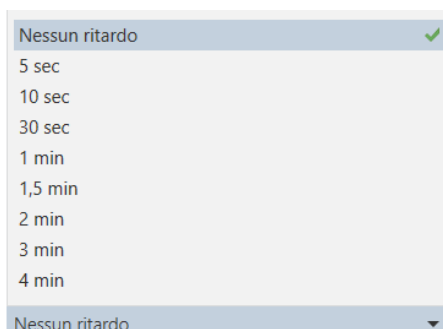 Nessun ritardo
5 sec
10 sec
30 sec
1 min
1,5 min
2 min
3 min
4 min
Nessun ritardo